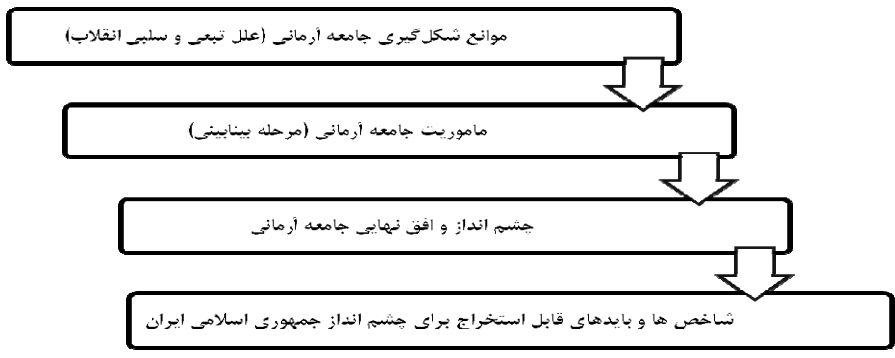 موانع شکل‌گیری جامعه آرمانی (علل تبعی و سلبی انقلاب)
ماموریت جامعه آرمانی (مرحله بینابینی)
چشم انداز و افق نهایی جامعه آرمانی
شاخص ها و بایدهای قابل استخراج برای چشم انداز جمهوری اسلامی ایران